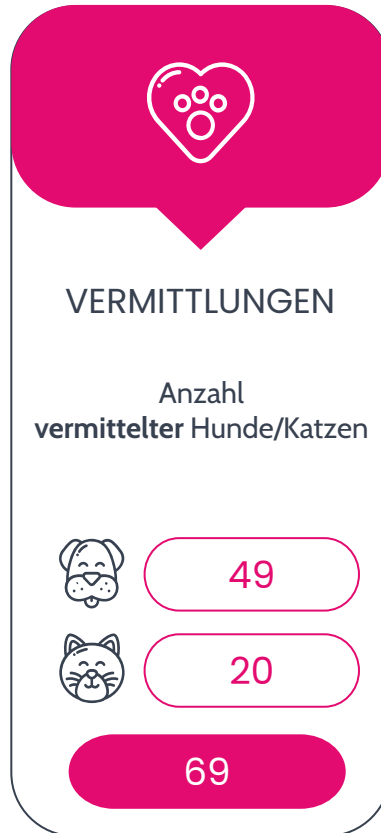 VERMITTLUNGEN
Anzahl
vermittelter Hunde/Katzen
49
20
69